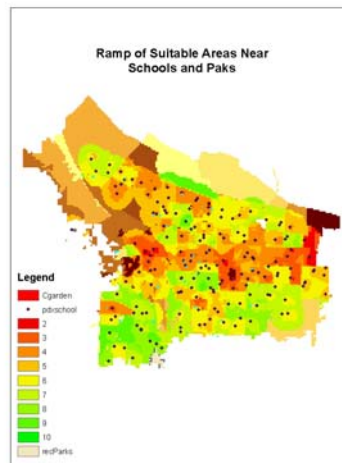 Ramp of Suitable Areas Near
Schools and Paks
Legend
Cgarden
pdxschool
2
3
4
5
6
7
8
9
10
redParks